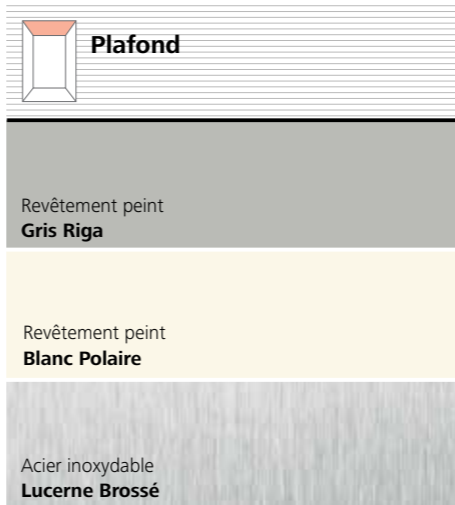 Plafond
Revêtement peint
Gris Riga
Revêtement peint
Blanc Polaire
Acier inoxydable
Lucerne Brossé